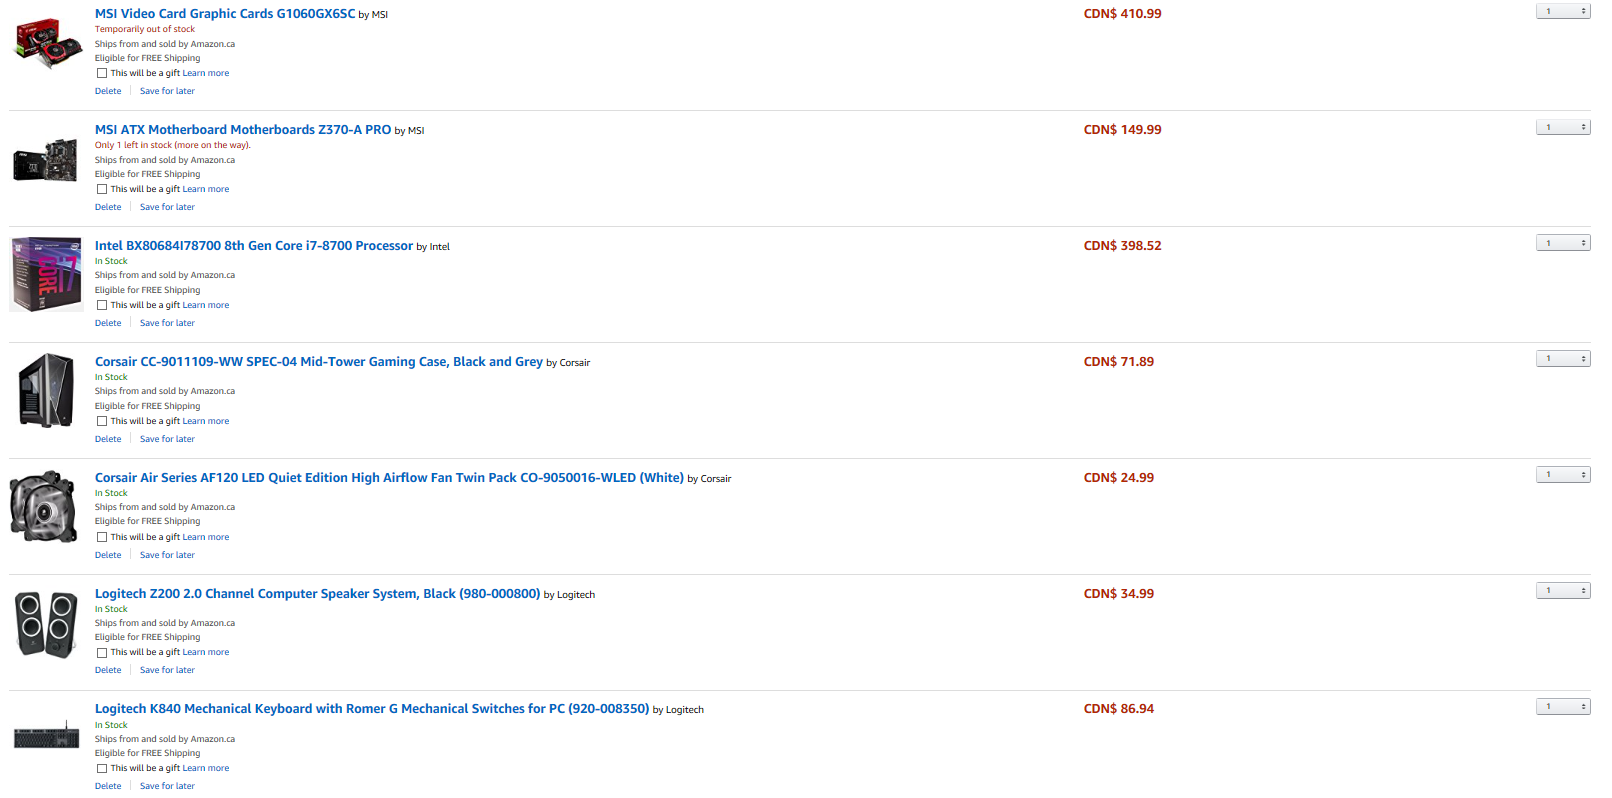 MSI Video Card Graphic Cards G1060GX6SC by MSI CDN$ 410.99 1
Temporarily out of stock
Ships from and sold by Amazon.ca
Eligible for FREE Shipping
This will be a gift Learn more
Delete Save for later
MSI ATX Motherboard Motherboards Z370-A PRO by MSI CDN$ 149.99 1
Only 1 left in stock (more on the way).
Ships from and sold by Amazon.ca
Eligible for FREE Shipping
This will be a gift Learn more
Delete Save for later
Intel BX80684I78700 8th Gen Core i7-8700 Processor by Intel CDN$ 398.52 1
In Stock
Ships from and sold by Amazon.ca
Eligible for FREE Shipping
This will be a gift Learn more
Delete Save for later
CORE i7
Corsair CC-9011109-WW SPEC-04 Mid-Tower Gaming Case, Black and Grey by Corsair CDN$ 71.89 1
In Stock
Ships from and sold by Amazon.ca
Eligible for FREE Shipping
This will be a gift Learn more
Delete Save for later
Corsair Air Series AF120 LED Quiet Edition High Airflow Fan Twin Pack CO-9050016-WLED (White) by Corsair CDN$ 24.99 1
In Stock
Ships from and sold by Amazon.ca
Eligible for FREE Shipping
This will be a gift Learn more
Delete Save for later
Logitech Z200 2.0 Channel Computer Speaker System, Black (980-000800) by Logitech CDN$ 34.99 1
In Stock
Ships from and sold by Amazon.ca
Eligible for FREE Shipping
This will be a gift Learn more
Delete Save for later
Logitech K840 Mechanical Keyboard with Romer G Mechanical Switches for PC (920-008350) by Logitech CDN$ 86.94 1
In Stock
Ships from and sold by Amazon.ca
Eligible for FREE Shipping
This will be a gift Learn more
Delete Save for later